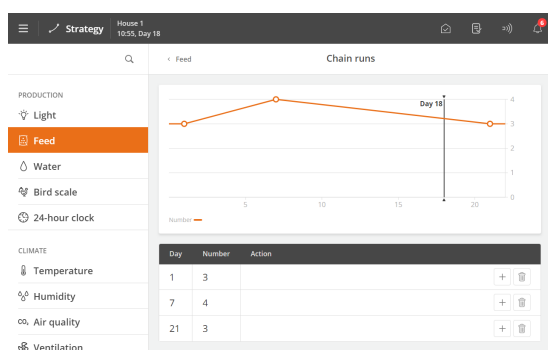 Strategy
House 1
10:55, Day 18
6
PRODUCTION
Light
Feed
Water
Bird scale
24-hour clock
CLIMATE
Temperature
Humidity
CO₂ Air quality
Ventilation
‹ Feed
Chain runs
Day 18
4
3
2
1
0
5 10 15 20
Number
Day Number Action
1 3
7 4
21 3